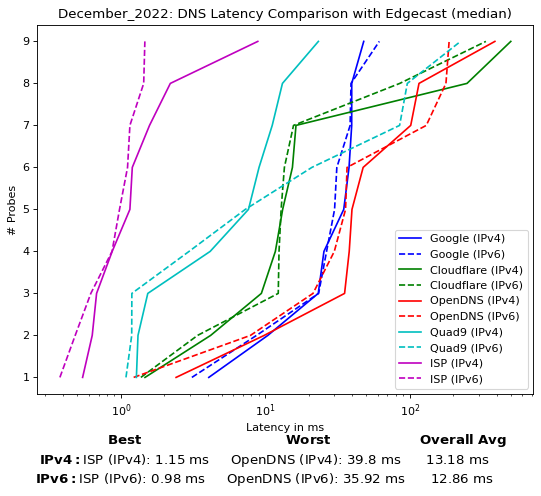 December_2022: DNS Latency Comparison with Edgecast (median)
9
8
7
6
5
4
3
2
1
# Probes
Google (IPv4)
Google (IPv6)
Cloudflare (IPv4)
Cloudflare (IPv6)
OpenDNS (IPv4)
OpenDNS (IPv6)
Quad9 (IPv4)
Quad9 (IPv6)
ISP (IPv4)
ISP (IPv6)
10⁰ 10¹ 10²
Latency in ms
Best Worst Overall Avg
IPv4: ISP (IPv4): 1.15 ms OpenDNS (IPv4): 39.8 ms 13.18 ms
IPv6: ISP (IPv6): 0.98 ms OpenDNS (IPv6): 35.92 ms 12.86 ms